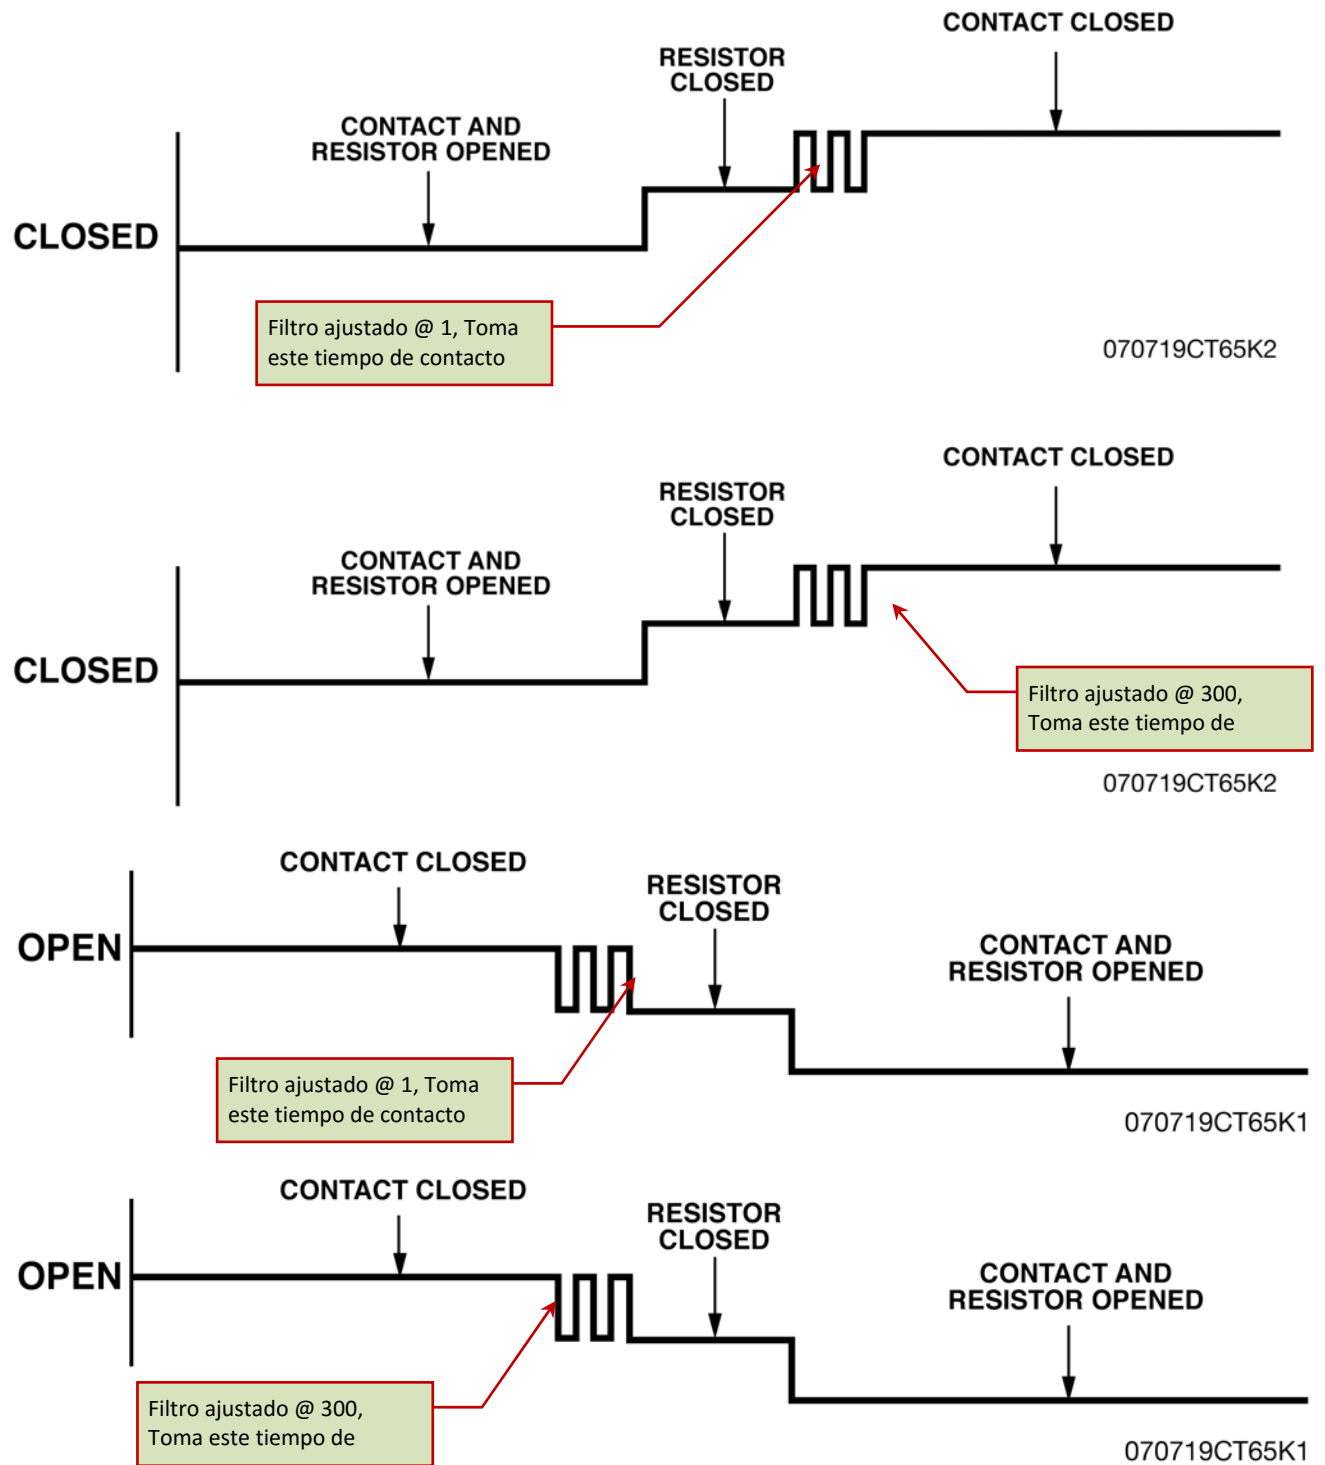 CONTACT CLOSED
RESISTOR
CLOSED
CONTACT AND
RESISTOR OPENED
CLOSED
Filtro ajustado @ 1, Toma
este tiempo de contacto
070719CT65K2
CONTACT CLOSED
RESISTOR
CLOSED
CONTACT AND
RESISTOR OPENED
CLOSED
Filtro ajustado @ 300,
Toma este tiempo de
070719CT65K2
CONTACT CLOSED
RESISTOR
CLOSED
OPEN
CONTACT AND
RESISTOR OPENED
Filtro ajustado @ 1, Toma
este tiempo de contacto
070719CT65K1
CONTACT CLOSED
RESISTOR
CLOSED
OPEN
CONTACT AND
RESISTOR OPENED
Filtro ajustado @ 300,
Toma este tiempo de
070719CT65K1